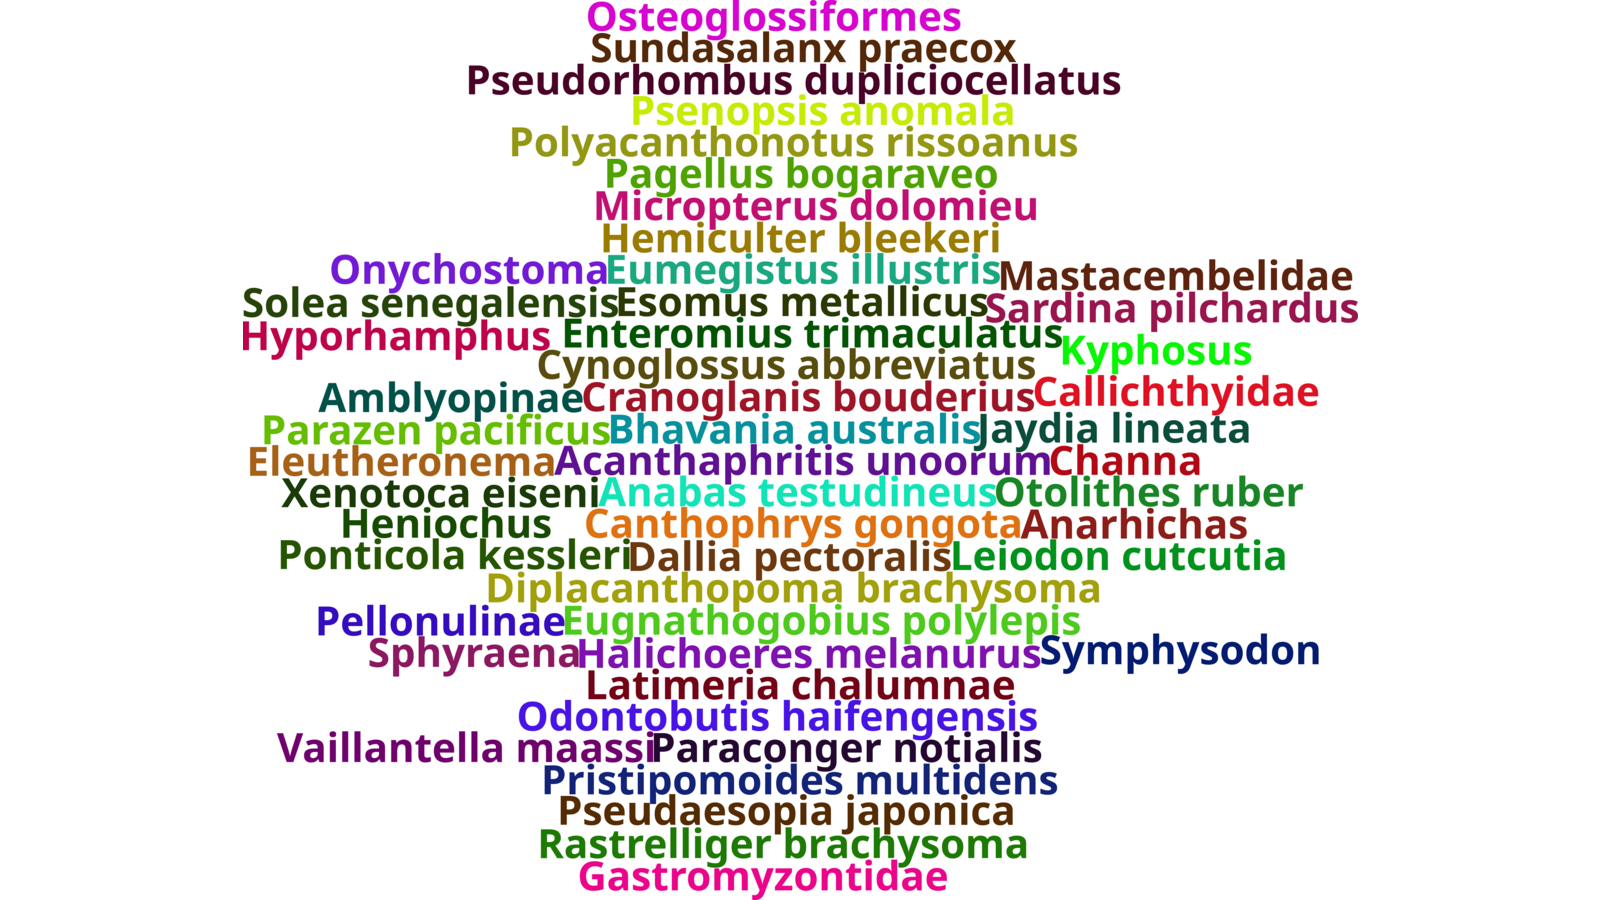 Osteoglossiformes
Sundasalanx praecox
Pseudorhombus dupliciocellatus
Psenopsis anomala
Polyacanthonotus rissoanus
Pagellus bogaraveo
Micropterus dolomieu
Hemiculter bleekeri
Onychostoma Eumegistus illustris Mastacembelidae
Solea senegalensis Esomus metallicus Sardina pilchardus
Hyporhamphus Enteromius trimaculatus Kyphosus
Cynoglossus abbreviatus
Amblyopinae Cranoglanis bouderius Callichthyidae
Parazen pacificus Bhavania australis Jaydia lineata
Eleutheronema Acanthaphritis unoorum Channa
Xenotoca eiseni Anabas testudineus Otolithes ruber
Heniochus Canthophrys gongota Anarhichas
Ponticola kessleri Dallia pectoralis Leiodon cutcutia
Diplacanthopoma brachysoma
Pellonulinae Eugnathogobius polylepis
Sphyraena Halichoeres melanurus Symphysodon
Latimeria chalumnae
Odontobutis haifengensis
Vaillantella maassi Paraconger notialis
Pristipomoides multidens
Pseudaesopia japonica
Rastrelliger brachysoma
Gastromyzontidae